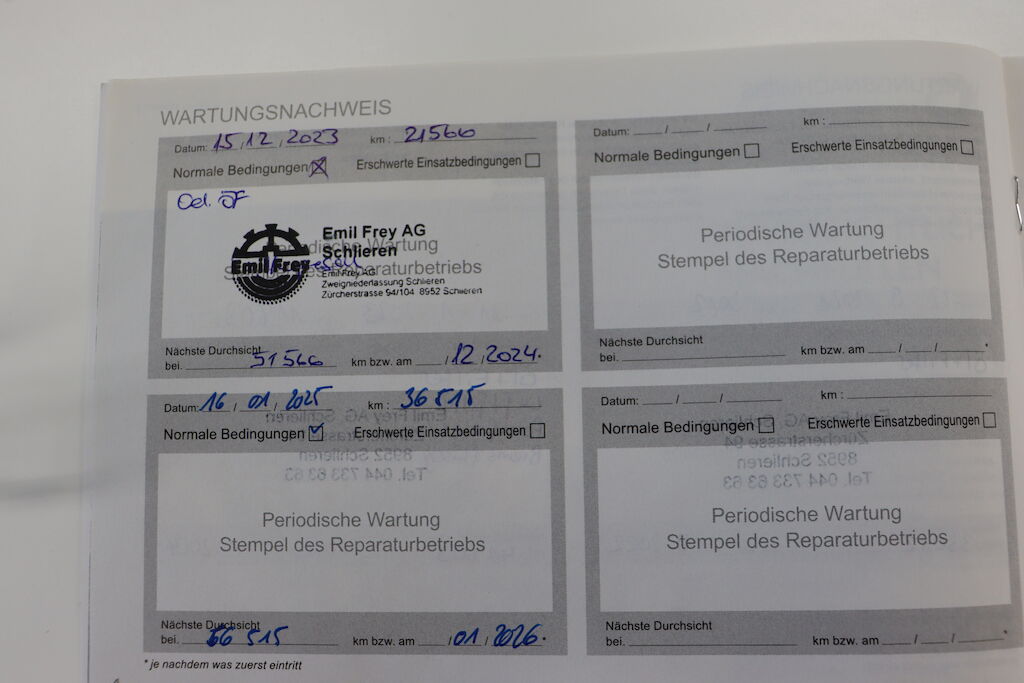 WARTUNGSNACHWEIS
Datum: 15 / 12 / 2023 km : 21566
Normale Bedingungen ☒ Erschwerte Einsatzbedingungen ☐
Oel. ÖF
Emil Frey AG
Schlieren
Periodische Wartung
Emil Frey
Stempel des Reparaturbetriebs
Emil Frey AG
Zweigniederlassung Schlieren
Zürcherstrasse 94/104 8952 Schlieren
Nächste Durchsicht
bei. 51566 km bzw. am / 12 / 2024.
Datum: / / km :
Normale Bedingungen ☐ Erschwerte Einsatzbedingungen ☐
Periodische Wartung
Stempel des Reparaturbetriebs
Nächste Durchsicht
bei. km bzw. am / / *
Datum: 16 / 01 / 2025 km : 36515
Normale Bedingungen ☑ Erschwerte Einsatzbedingungen ☐
Periodische Wartung
Stempel des Reparaturbetriebs
Nächste Durchsicht
bei. 66 515 km bzw. am / 01 / 2026.
Datum: / / km :
Normale Bedingungen ☐ Erschwerte Einsatzbedingungen ☐
Periodische Wartung
Stempel des Reparaturbetriebs
Nächste Durchsicht
bei. km bzw. am / / *
* je nachdem was zuerst eintritt